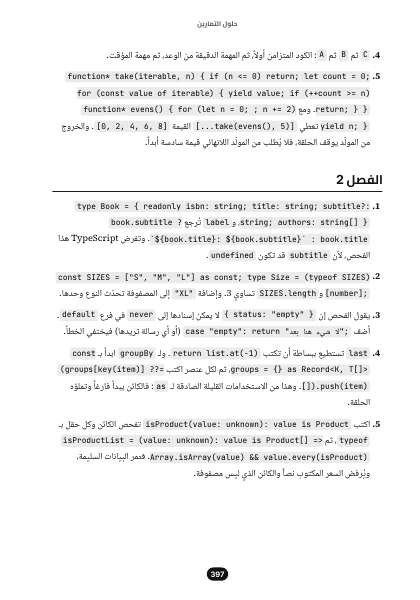 حلول التمارين
4. C ثم B ثم A : الكود المتزامن أولاً، ثم المهمة الدقيقة من الوعد، ثم مهمة المؤقت.
5. function* take(iterable, n) { if (n <= 0) return; let count = 0;
for (const value of iterable) { yield value; if (++count >= n)
return; } }. ومع function* evens() { for (let n = 0; ; n += 2)
yield n; } تعطي [...take(evens(), 5)] القيمة [0, 2, 4, 6, 8]. والخروج
من المولّد يوقف الحلقة، فلا يُطلب من المولّد اللانهائي قيمة سادسة أبداً.
الفصل 2
1. type Book = { readonly isbn: string; title: string; subtitle?:
string; authors: string[] }. و label تُرجع book.subtitle ?
`${book.title}: ${book.subtitle}` : book.title. وتفرض TypeScript هذا
الفحص، لأن subtitle قد تكون undefined.
2. const SIZES = ["S", "M", "L"] as const; type Size = (typeof SIZES)
[number]; و SIZES.length تساوي 3. وإضافة "XL" إلى المصفوفة تحدّث النوع وحدها.
3. يقول الفحص إن { status: "empty" } لا يمكن إسنادها إلى never في فرع default.
أضف case "empty": return "لا شيء هنا بعد"; (أو أي رسالة تريدها) فيختفي الخطأ.
4. last تستطيع ببساطة أن تكتب return list.at(-1). ولـ groupBy ابدأ بـ const
groups = {} as Record<K, T[]>، ثم لكل عنصر اكتب (groups[key(item)] ??=
[]).push(item). وهذا من الاستخدامات القليلة الصادقة لـ as : فالكائن يبدأ فارغاً وتملؤه
الحلقة.
5. اكتب isProduct(value: unknown): value is Product تفحص الكائن وكل حقل بـ
typeof، ثم isProductList = (value: unknown): value is Product[] =>
Array.isArray(value) && value.every(isProduct). فتمر البيانات السليمة،
ويُرفض السعر المكتوب نصاً والكائن الذي ليس مصفوفة.
397